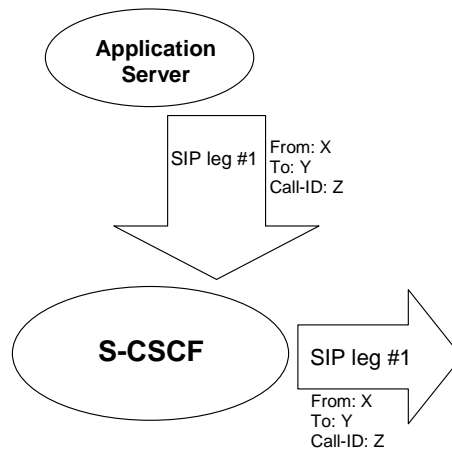 Application
Server
SIP leg #1
From: X
To: Y
Call-ID: Z
S-CSCF
SIP leg #1
From: X
To: Y
Call-ID: Z